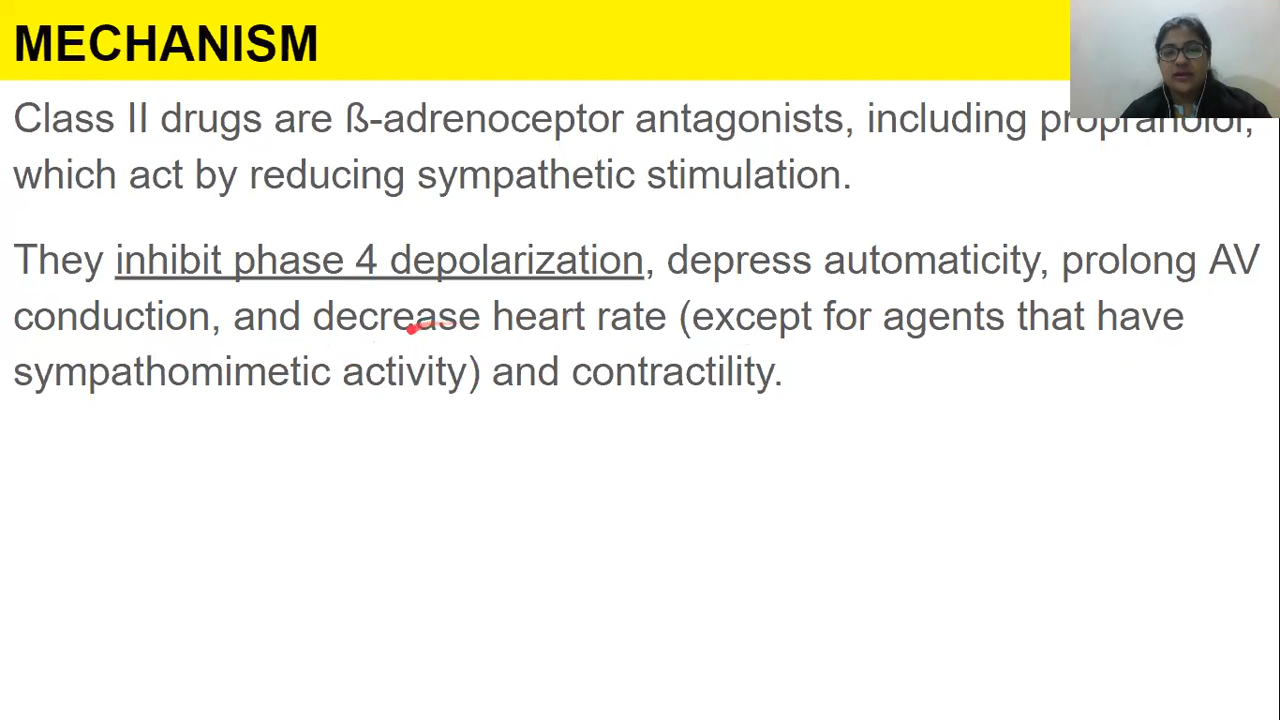 MECHANISM
Class II drugs are ß-adrenoceptor antagonists, including propranolol,
which act by reducing sympathetic stimulation.
They inhibit phase 4 depolarization, depress automaticity, prolong AV
conduction, and decrease heart rate (except for agents that have
sympathomimetic activity) and contractility.